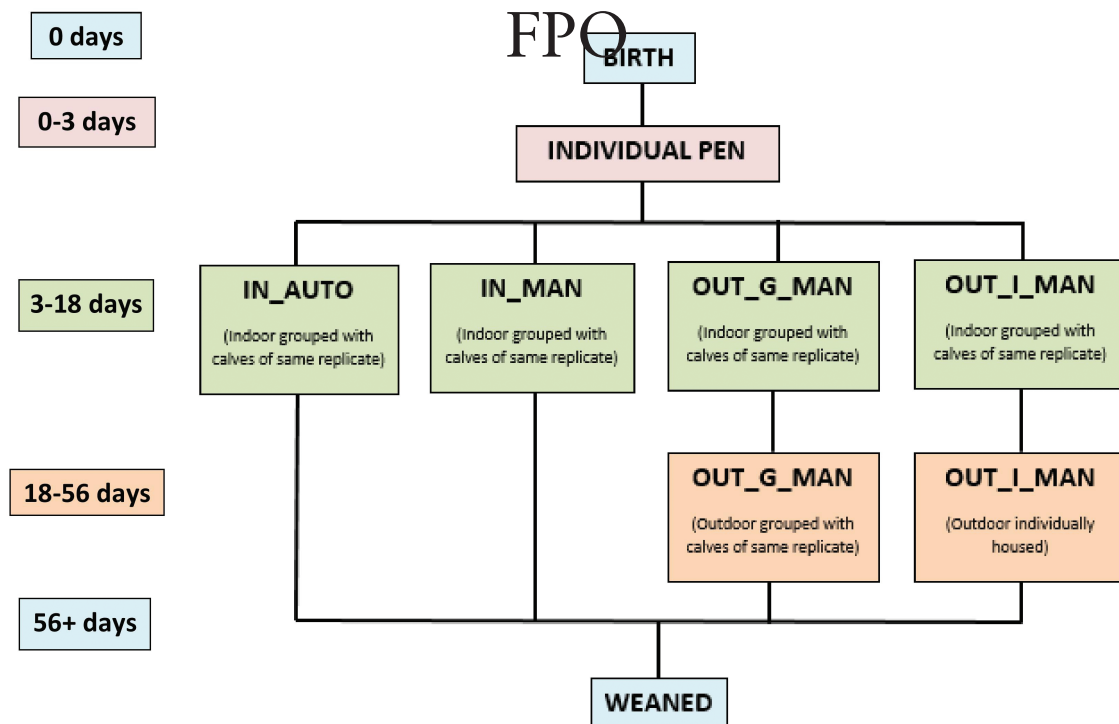 0 days
FPO
BIRTH
0-3 days
INDIVIDUAL PEN
3-18 days
IN_AUTO
(Indoor grouped with
calves of same replicate)
IN_MAN
(Indoor grouped with
calves of same replicate)
OUT_G_MAN
(Indoor grouped with
calves of same replicate)
OUT_I_MAN
(Indoor grouped with
calves of same replicate)
18-56 days
OUT_G_MAN
(Outdoor grouped with
calves of same replicate)
OUT_I_MAN
(Outdoor individually
housed)
56+ days
WEANED